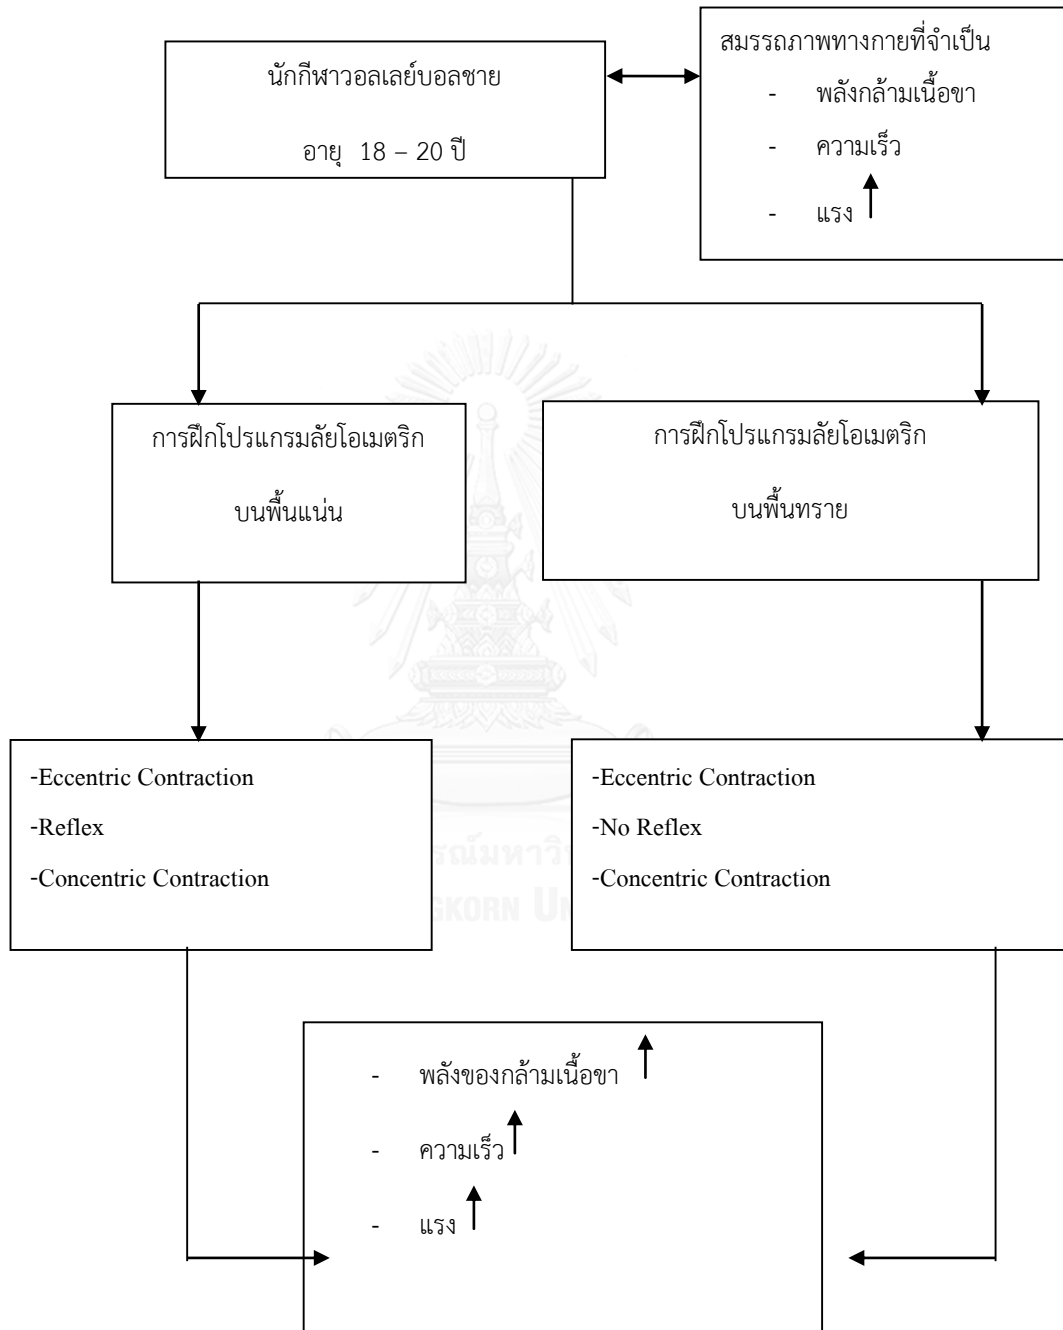 นักกีฬาวอลเลย์บอลชาย
อายุ 18 – 20 ปี
สมรรถภาพทางกายที่จำเป็น
- พลังกล้ามเนื้อขา
- ความเร็ว
- แรง
การฝึกโปรแกรมลัยโอเมตริก
บนพื้นแน่น
การฝึกโปรแกรมลัยโอเมตริก
บนพื้นทราย
-Eccentric Contraction
-Reflex
-Concentric Contraction
-Eccentric Contraction
-No Reflex
-Concentric Contraction
- พลังของกล้ามเนื้อขา
- ความเร็ว
- แรง